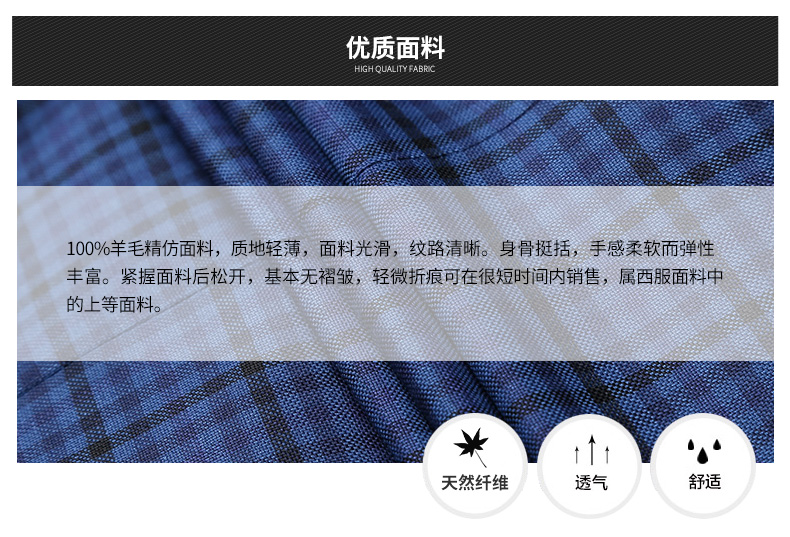 优质面料
HIGH QUALITY FABRIC
100%羊毛精仿面料，质地轻薄，面料光滑，纹路清晰。身骨挺括，手感柔软而弹性
丰富。紧握面料后松开，基本无褶皱，轻微折痕可在很短时间内销售，属西服面料中
的上等面料。
天然纤维
透气
舒适